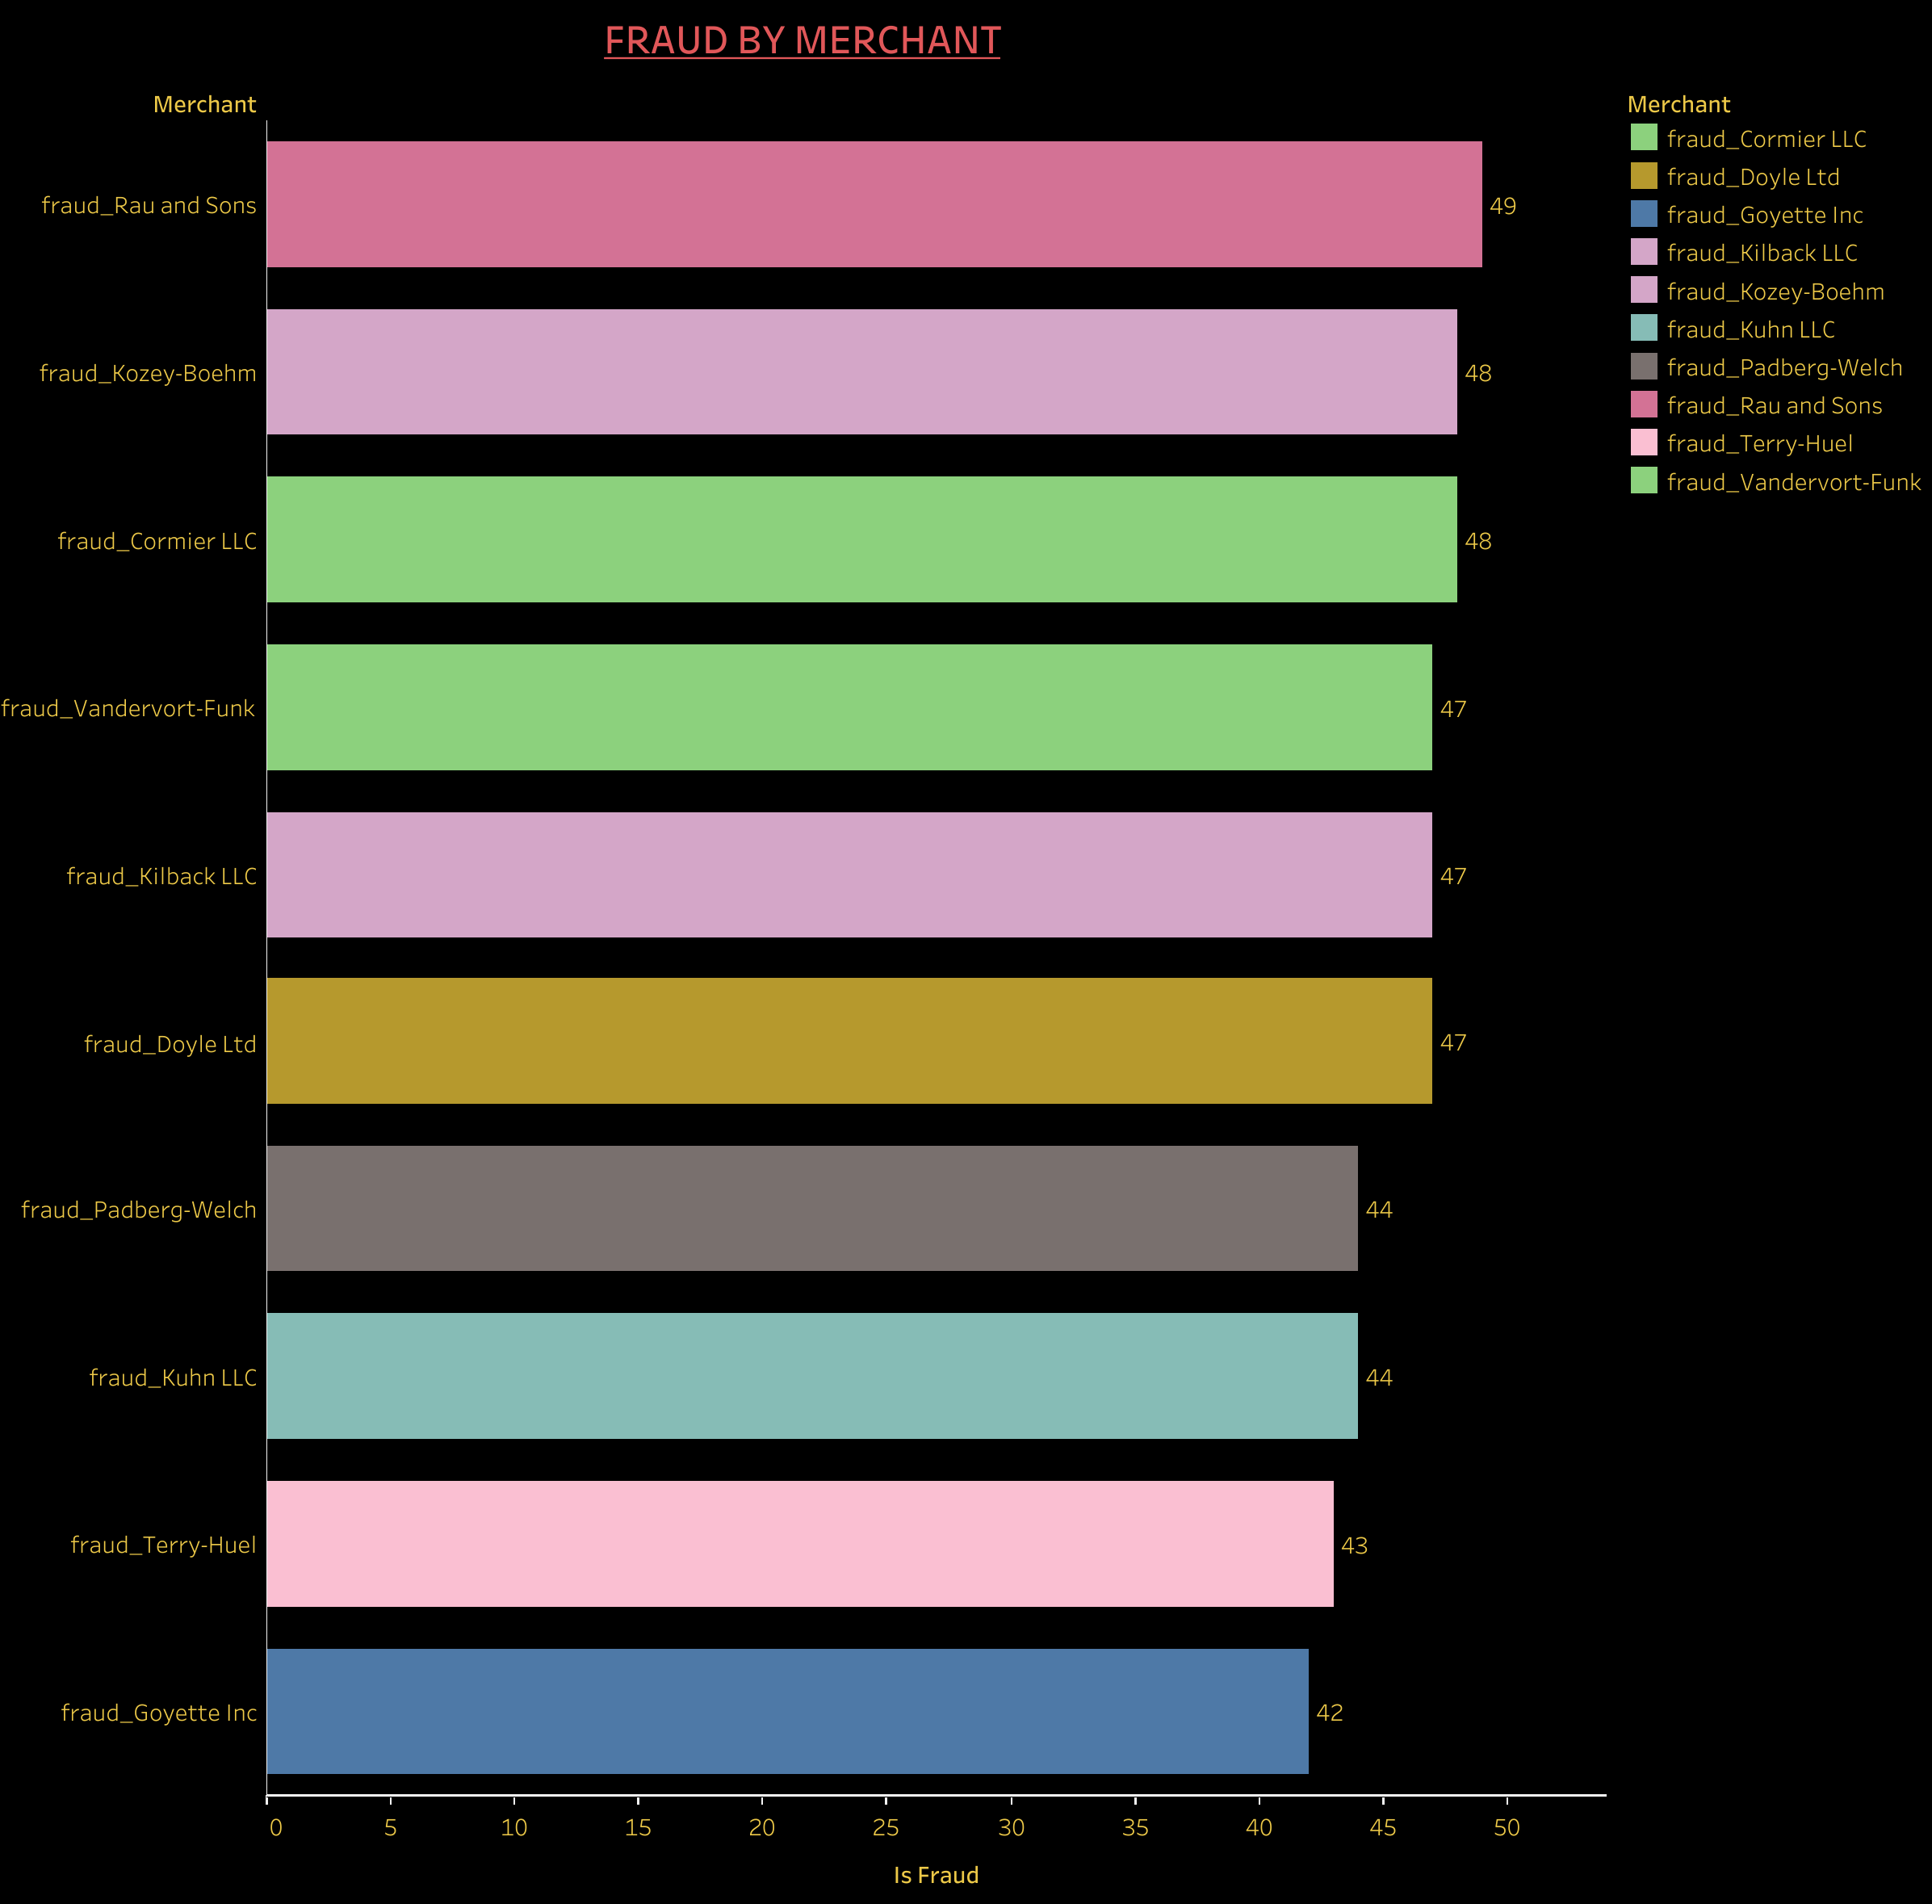 FRAUD BY MERCHANT
Merchant
fraud_Rau and Sons
49
fraud_Kozey-Boehm
48
fraud_Cormier LLC
48
fraud_Vandervort-Funk
47
fraud_Kilback LLC
47
fraud_Doyle Ltd
47
fraud_Padberg-Welch
44
fraud_Kuhn LLC
44
fraud_Terry-Huel
43
fraud_Goyette Inc
42
0 5 10 15 20 25 30 35 40 45 50
Is Fraud
Merchant
fraud_Cormier LLC
fraud_Doyle Ltd
fraud_Goyette Inc
fraud_Kilback LLC
fraud_Kozey-Boehm
fraud_Kuhn LLC
fraud_Padberg-Welch
fraud_Rau and Sons
fraud_Terry-Huel
fraud_Vandervort-Funk